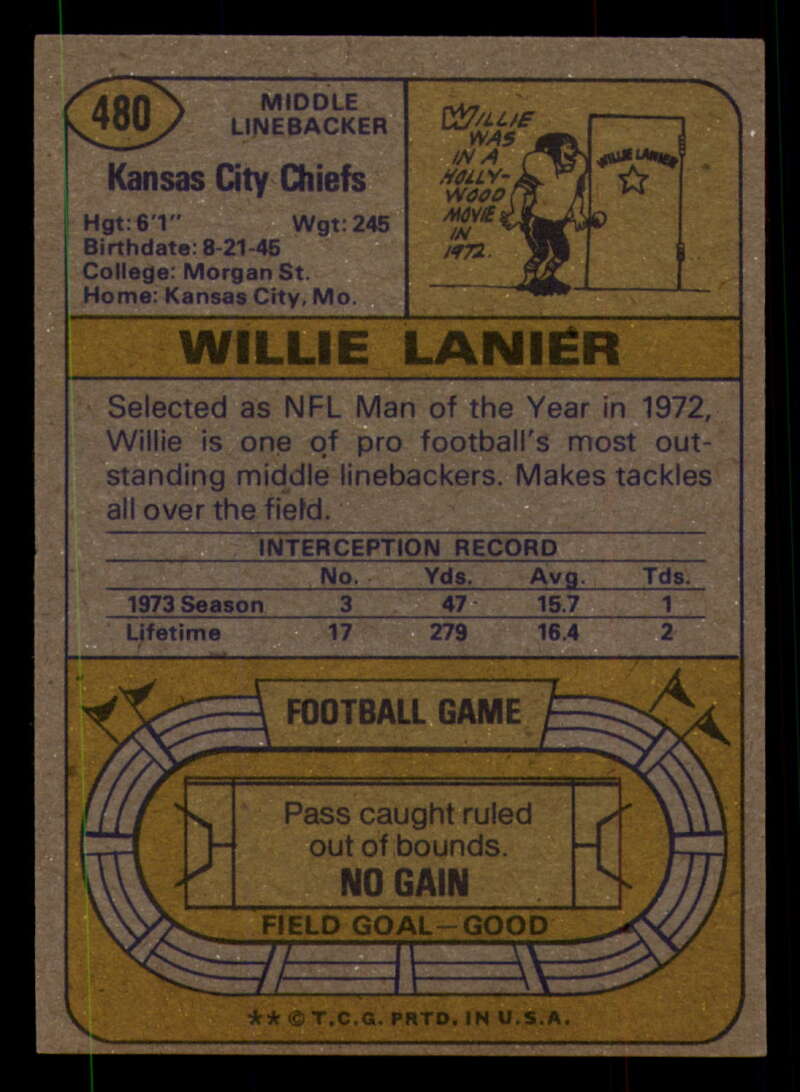 480
MIDDLE
LINEBACKER
Kansas City Chiefs
Hgt: 6'1" Wgt: 245
Birthdate: 8-21-45
College: Morgan St.
Home: Kansas City, Mo.
WILLIE
WAS
IN A
HOLLY-
WOOD
MOVIE
IN
1972.
WILLIE LANIER
WILLIE LANIER
Selected as NFL Man of the Year in 1972,
Willie is one of pro football's most out-
standing middle linebackers. Makes tackles
all over the field.
INTERCEPTION RECORD
No. Yds. Avg. Tds.
1973 Season 3 47 15.7 1
Lifetime 17 279 16.4 2
FOOTBALL GAME
Pass caught ruled
out of bounds.
NO GAIN
FIELD GOAL—GOOD
** © T.C.G. PRTD. IN U.S.A.